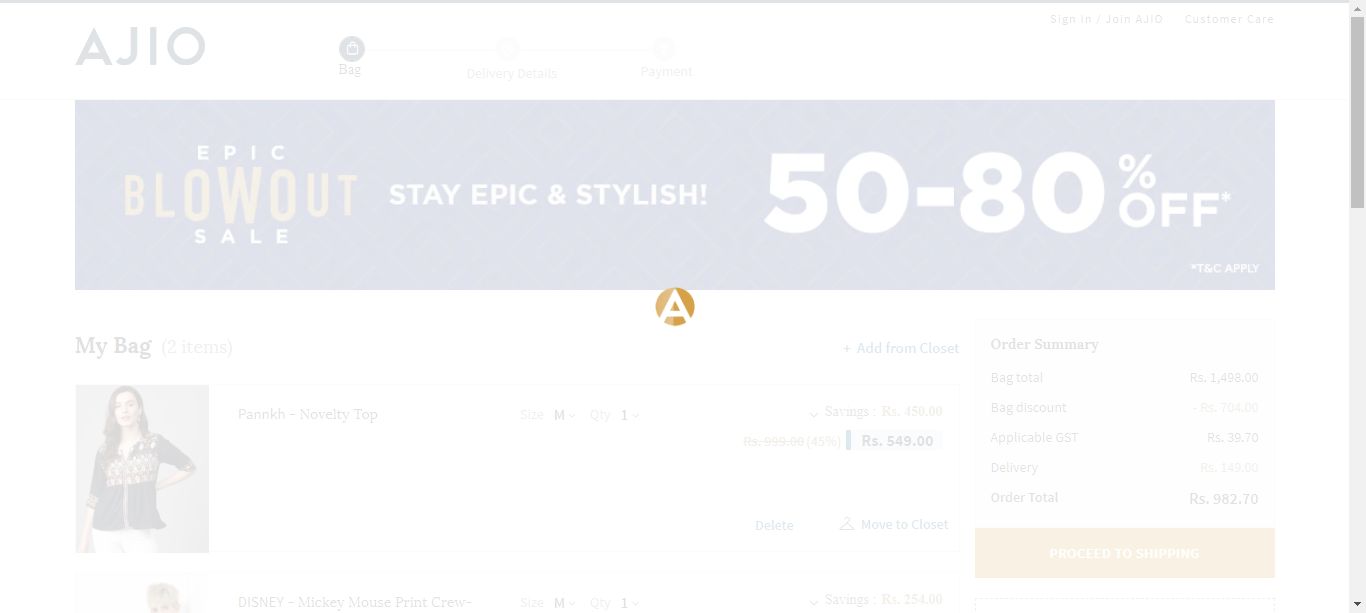 Sign In / Join AJIO Customer Care
AJIO
Bag
Delivery Details
Payment
EPIC
BLOWOUT
SALE
STAY EPIC & STYLISH!
50-80% OFF*
*T&C APPLY
My Bag (2 items)
+ Add from Closet
Pannkh - Novelty Top
Size M Qty 1
Savings : Rs. 450.00
Rs. 999.00 (45%) Rs. 549.00
Delete
Move to Closet
DISNEY - Mickey Mouse Print Crew-
Size M Qty 1
Savings : Rs. 254.00
Order Summary
Bag total Rs. 1,498.00
Bag discount - Rs. 704.00
Applicable GST Rs. 39.70
Delivery Rs. 149.00
Order Total Rs. 982.70
PROCEED TO SHIPPING